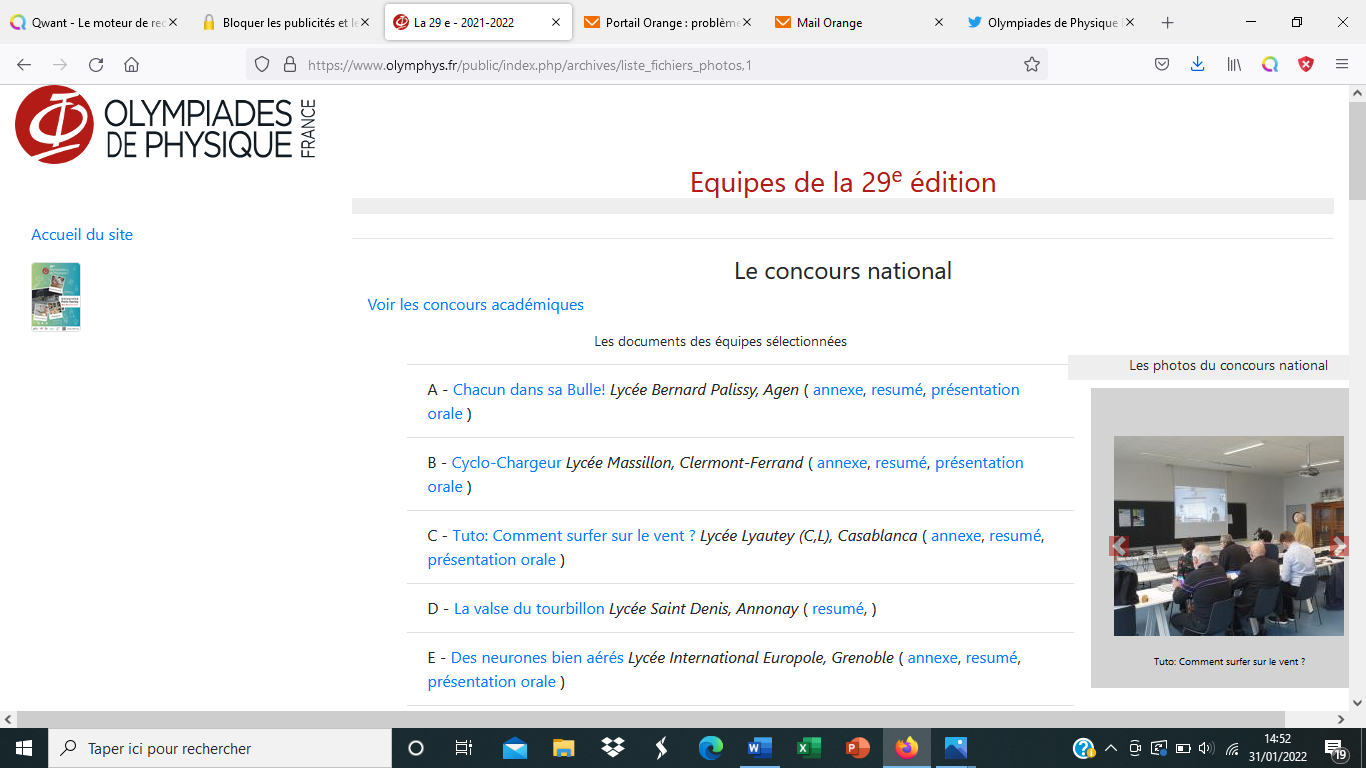 Qwant - Le moteur de rec
Bloquer les publicités et le
La 29 e - 2021-2022
Portail Orange : problème
Mail Orange
Olympiades de Physique
https://www.olymphys.fr/public/index.php/archives/liste_fichiers_photos,1
OLYMPIADES
DE PHYSIQUE
FRANCE
Equipes de la 29e édition
Accueil du site
Le concours national
Voir les concours académiques
Les documents des équipes sélectionnées
Les photos du concours national
A - Chacun dans sa Bulle! Lycée Bernard Palissy, Agen ( annexe, resumé, présentation
orale )
B - Cyclo-Chargeur Lycée Massillon, Clermont-Ferrand ( annexe, resumé, présentation
orale )
C - Tuto: Comment surfer sur le vent ? Lycée Lyautey (C,L), Casablanca ( annexe, resumé,
présentation orale )
D - La valse du tourbillon Lycée Saint Denis, Annonay ( resumé, )
E - Des neurones bien aérés Lycée International Europole, Grenoble ( annexe, resumé,
présentation orale )
Tuto: Comment surfer sur le vent ?
Taper ici pour rechercher
14:52
31/01/2022
19